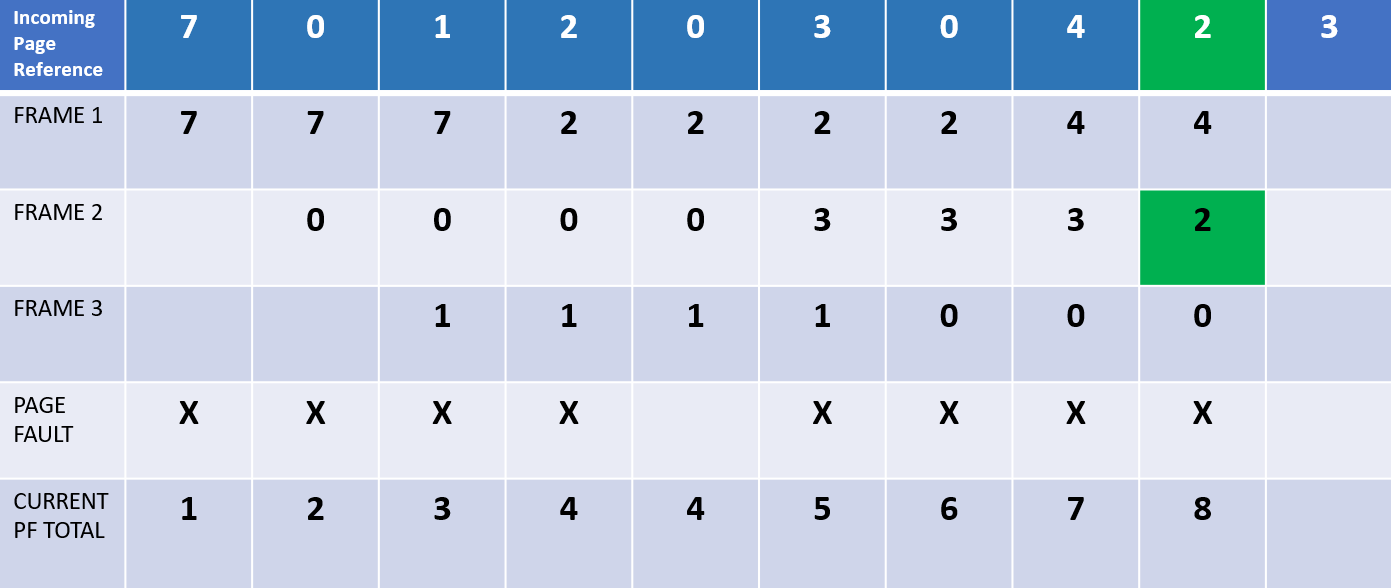 Incoming
Page
Reference
7 0 1 2 0 3 0 4 2 3
FRAME 1 7 7 7 2 2 2 2 4 4
FRAME 2 0 0 0 0 3 3 3 2
FRAME 3 1 1 1 1 0 0 0
PAGE
FAULT
X X X X X X X X
CURRENT
PF TOTAL
1 2 3 4 4 5 6 7 8